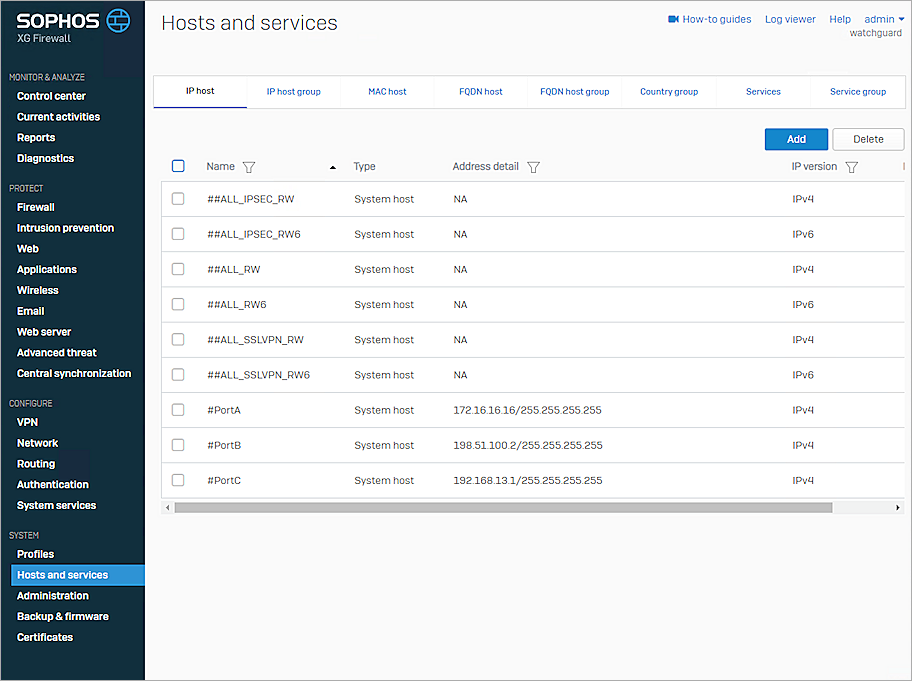 SOPHOS
XG Firewall
Hosts and services
How-to guides Log viewer Help admin
watchguard
MONITOR & ANALYZE
Control center
Current activities
Reports
Diagnostics
PROTECT
Firewall
Intrusion prevention
Web
Applications
Wireless
Email
Web server
Advanced threat
Central synchronization
CONFIGURE
VPN
Network
Routing
Authentication
System services
SYSTEM
Profiles
Hosts and services
Administration
Backup & firmware
Certificates
IP host IP host group MAC host FQDN host FQDN host group Country group Services Service group
Add Delete
Name Type Address detail IP version
##ALL_IPSEC_RW System host NA IPv4
##ALL_IPSEC_RW6 System host NA IPv6
##ALL_RW System host NA IPv4
##ALL_RW6 System host NA IPv6
##ALL_SSLVPN_RW System host NA IPv4
##ALL_SSLVPN_RW6 System host NA IPv6
#PortA System host 172.16.16.16/255.255.255.255 IPv4
#PortB System host 198.51.100.2/255.255.255.255 IPv4
#PortC System host 192.168.13.1/255.255.255.255 IPv4